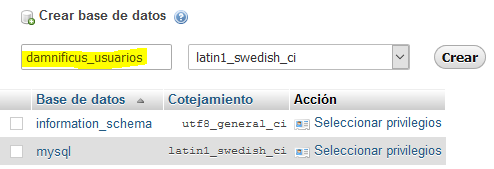 Crear base de datos
damnificus_usuarios latin1_swedish_ci Crear
Base de datos Cotejamiento Acción
information_schema utf8_general_ci Seleccionar privilegios
mysql latin1_swedish_ci Seleccionar privilegios